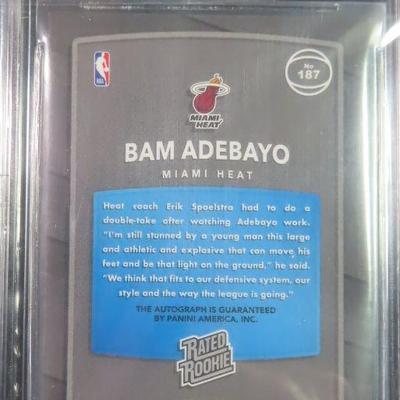 NBA
No
187
MIAMI
HEAT
BAM ADEBAYO
MIAMI HEAT
Heat coach Erik Spoelstra had to do a
double-take after watching Adebayo work.
"I'm still stunned by a young man this large
and athletic and explosive that can move his
feet and be that light on the ground," he said.
"We think that fits to our defensive system, our
style and the way the league is going."
THE AUTOGRAPH IS GUARANTEED
BY PANINI AMERICA, INC.
RATED
ROOKIE